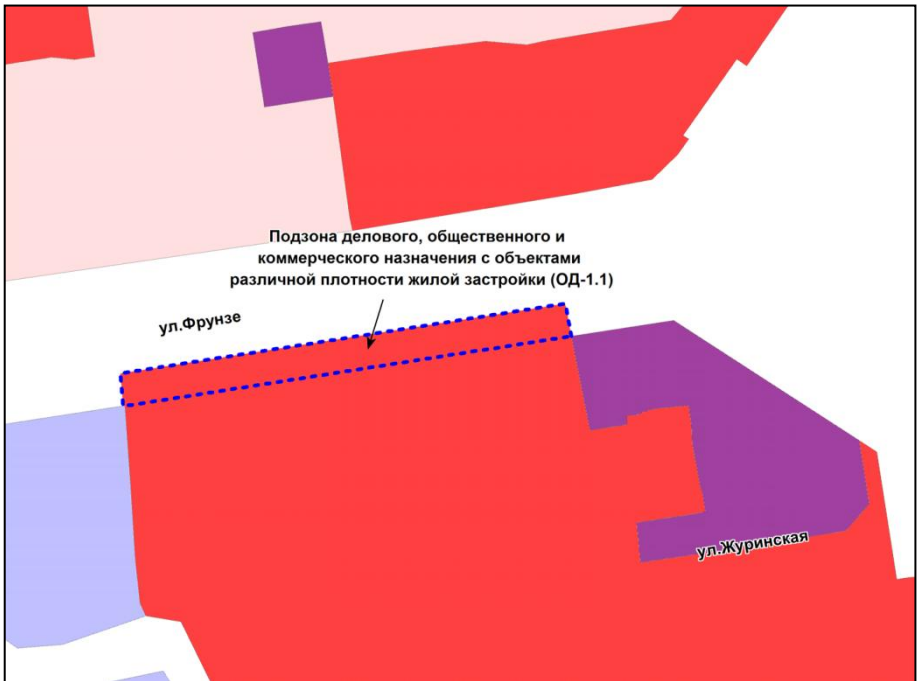 Подзона делового, общественного и
коммерческого назначения с объектами
различной плотности жилой застройки (ОД-1.1)
ул.Фрунзе
ул.Журинская